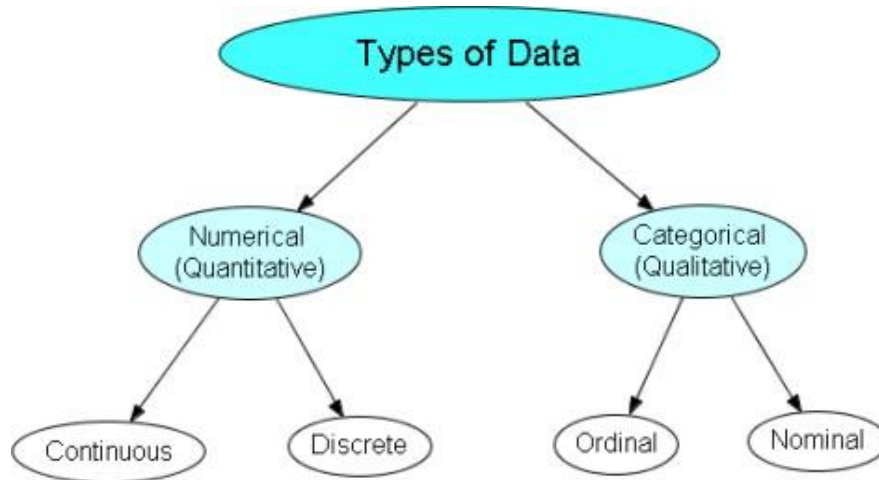 Types of Data
Numerical
(Quantitative)
Categorical
(Qualitative)
Continuous
Discrete
Ordinal
Nominal